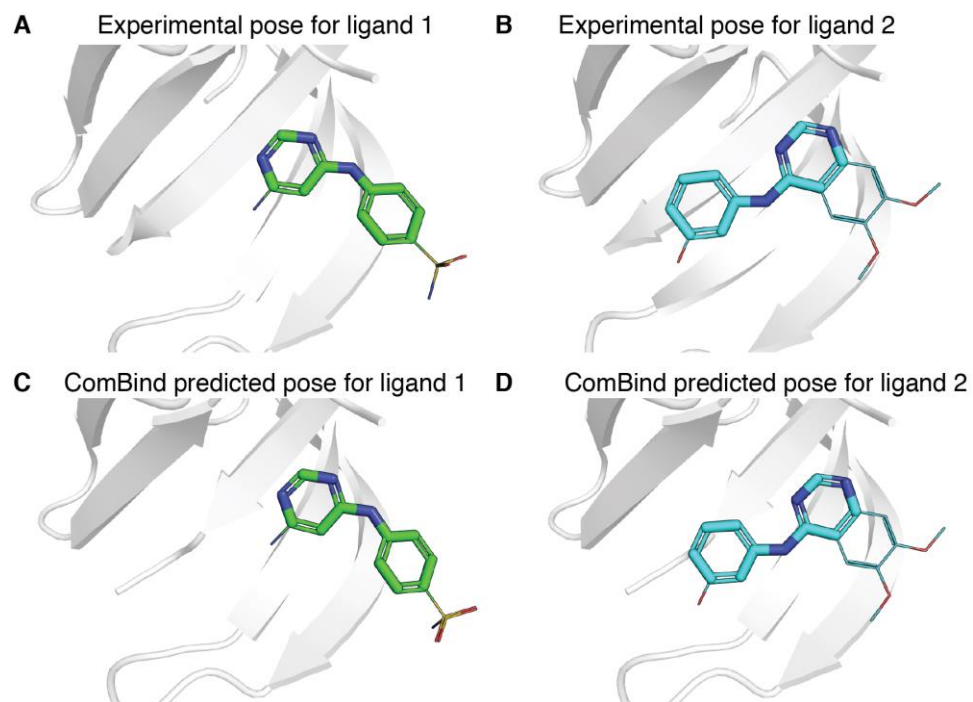 A Experimental pose for ligand 1
B Experimental pose for ligand 2
C ComBind predicted pose for ligand 1
D ComBind predicted pose for ligand 2